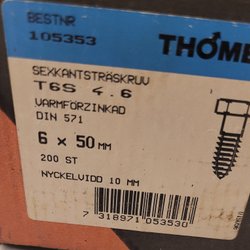 BESTNR
105353
SEXKANTSTRÄSKRUV
T6S 4.6
VARMFÖRZINKAD
DIN 571
6 × 50 MM
200 ST
NYCKELVIDD 10 MM
7 318971 053530